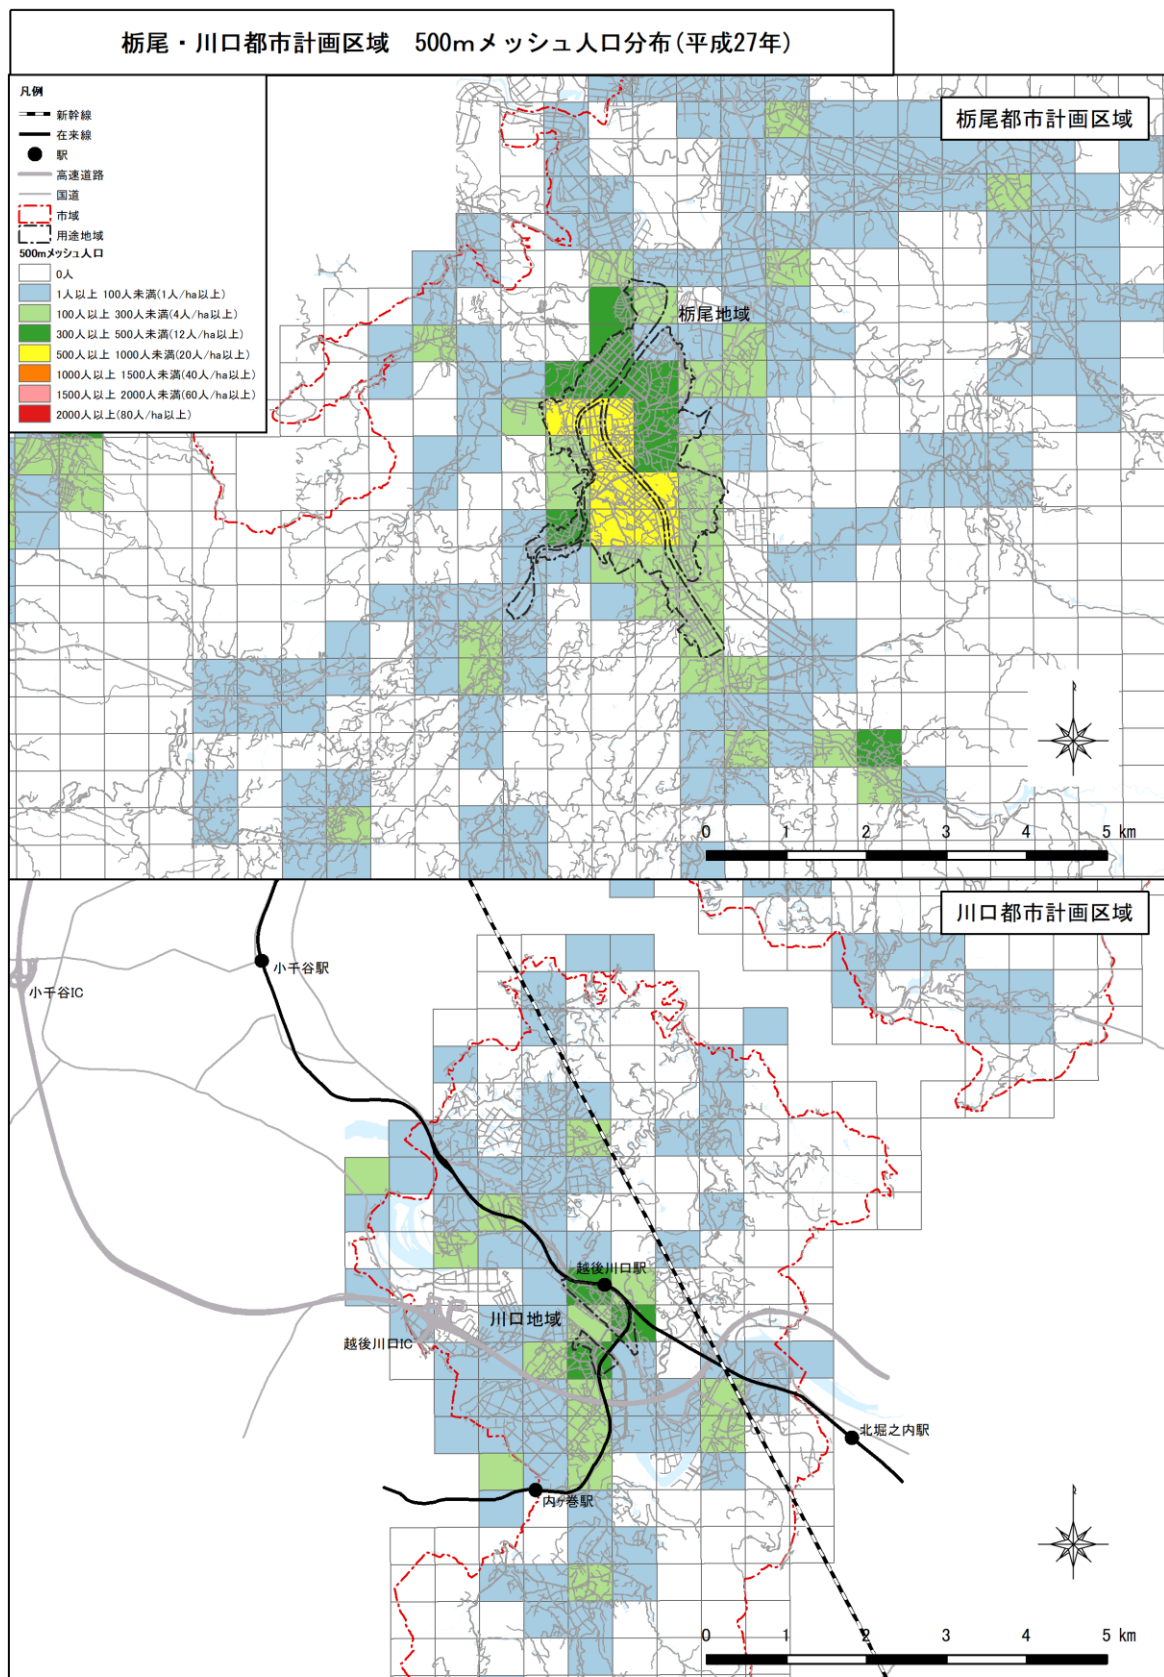 栃尾・川口都市計画区域　500mメッシュ人口分布(平成27年)
凡例
新幹線
在来線
駅
高速道路
国道
市域
用途地域
500mメッシュ人口
0人
1人以上 100人未満(1人/ha以上)
100人以上 300人未満(4人/ha以上)
300人以上 500人未満(12人/ha以上)
500人以上 1000人未満(20人/ha以上)
1000人以上 1500人未満(40人/ha以上)
1500人以上 2000人未満(60人/ha以上)
2000人以上(80人/ha以上)
栃尾都市計画区域
栃尾地域
0 1 2 3 4 5 km
川口都市計画区域
小千谷駅
小千谷IC
越後川口駅
川口地域
越後川口IC
北堀之内駅
内ヶ巻駅
0 1 2 3 4 5 km